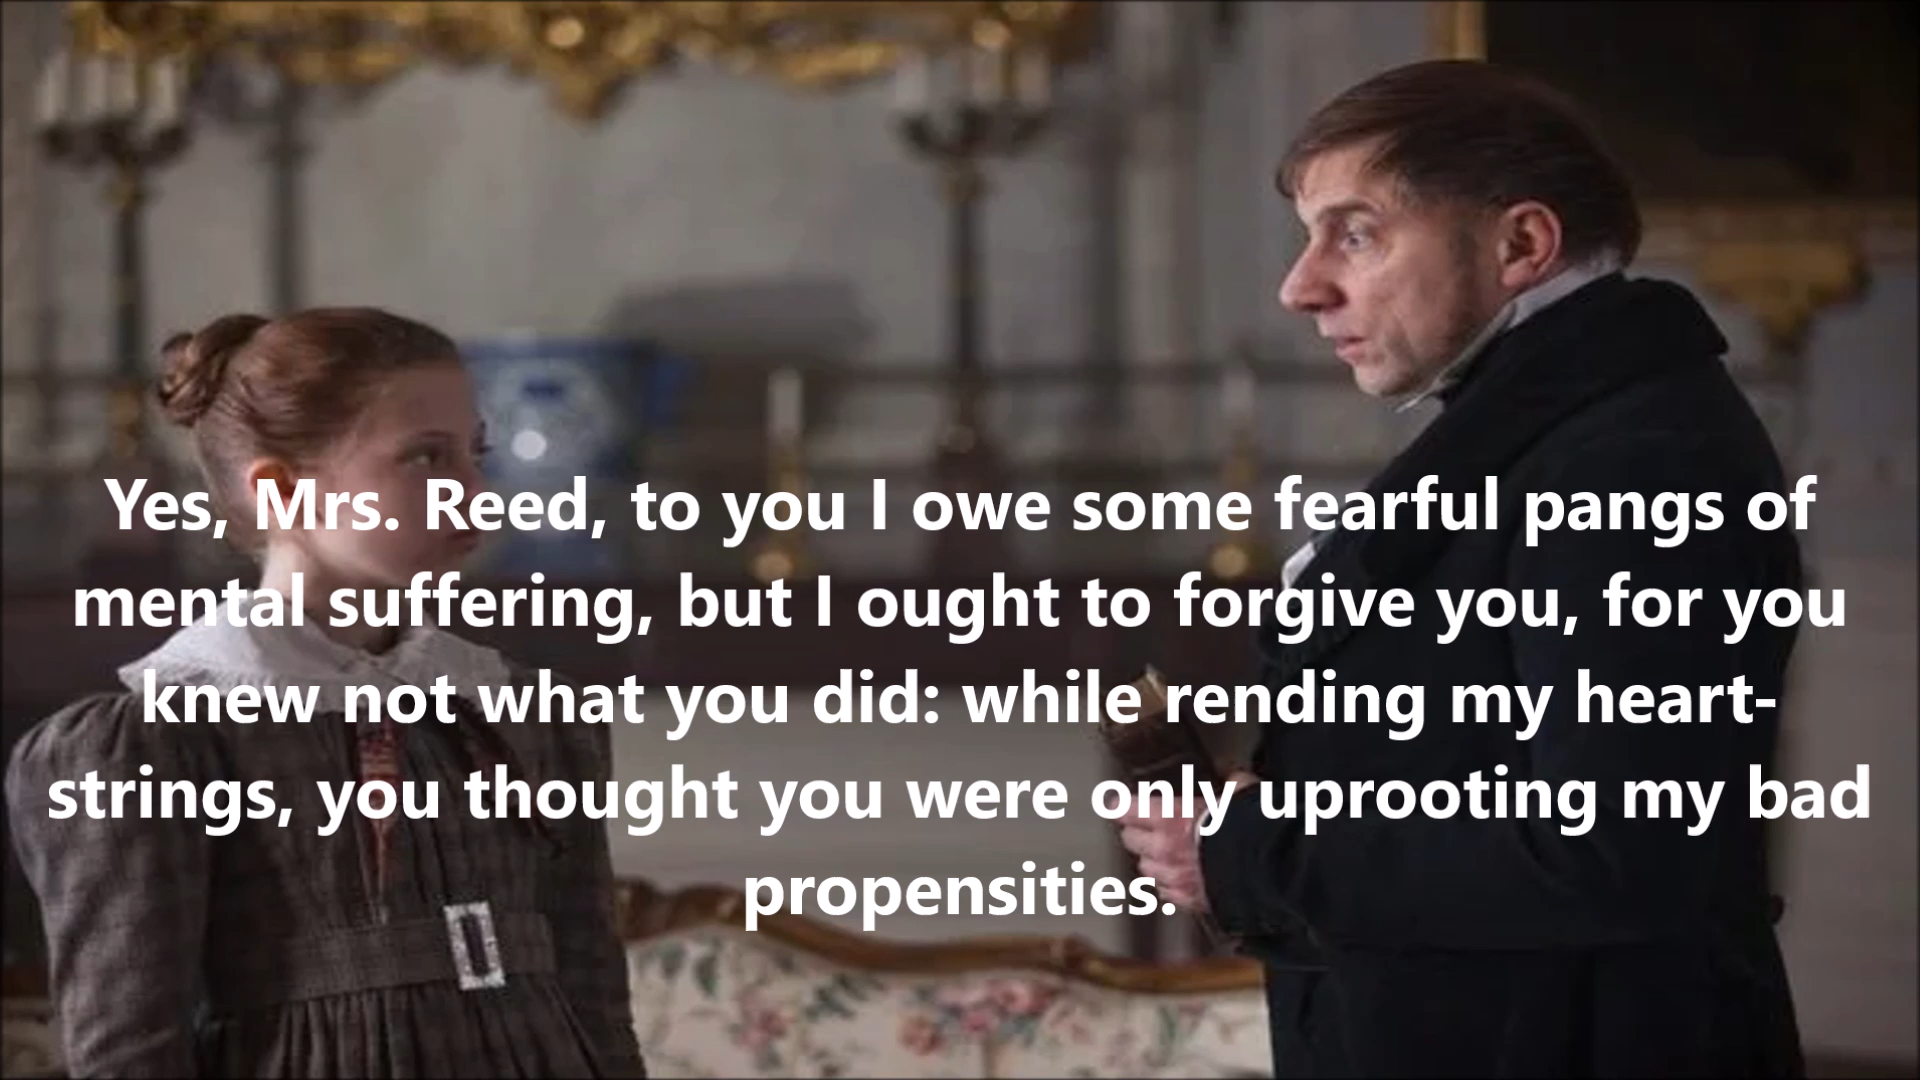 Yes, Mrs. Reed, to you I owe some fearful pangs of
mental suffering, but I ought to forgive you, for you
knew not what you did: while rending my heart-
strings, you thought you were only uprooting my bad
propensities.